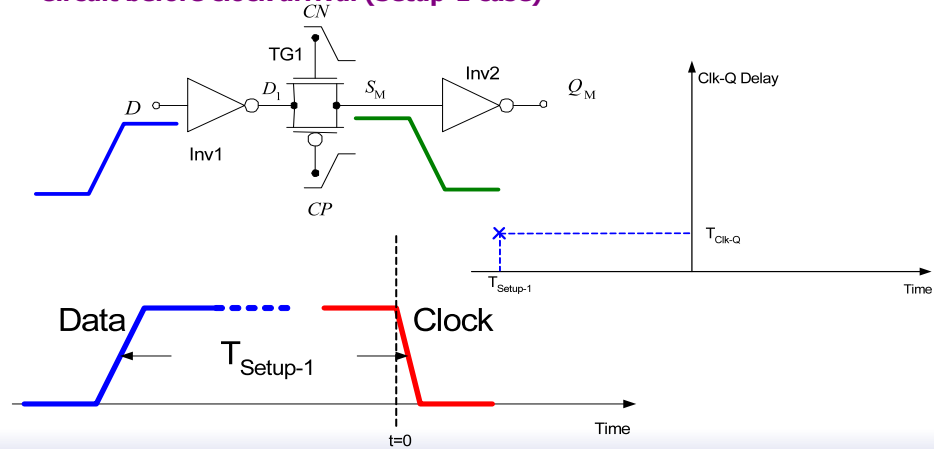 Circuit before clock arrival (Setup-1 case)
CN
TG1
D
D1
SM
Inv2
QM
Inv1
CP
Clk-Q Delay
TClk-Q
TSetup-1
Time
Data
Clock
TSetup-1
Time
t=0